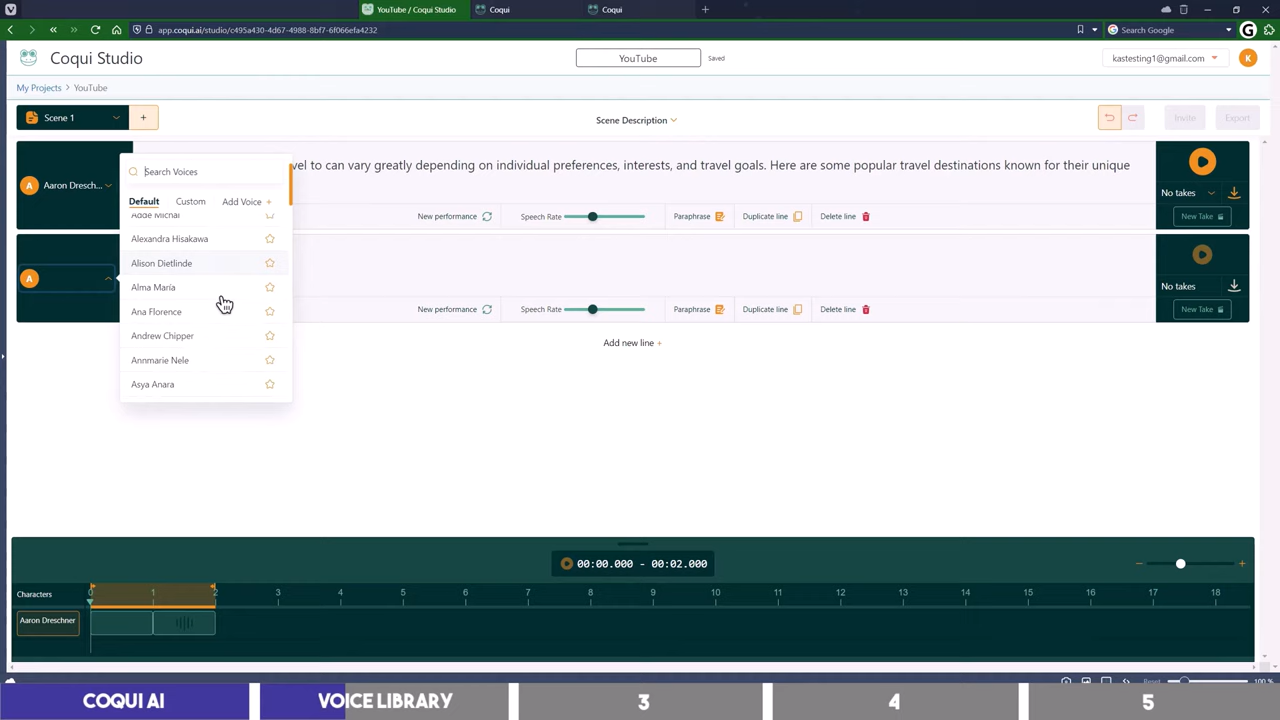 YouTube / Coqui Studio
Coqui
Coqui
app.coqui.ai/studio/c495a430-4d67-4988-8bf7-6f066efa4232
Search Google
Coqui Studio
YouTube
Saved
kastesting1@gmail.com
K
My Projects > YouTube
Scene 1
+
Scene Description
Invite
Export
A
Aaron Dresch...
vel to can vary greatly depending on individual preferences, interests, and travel goals. Here are some popular travel destinations known for their unique
New performance
Speech Rate
Paraphrase
Duplicate line
Delete line
No takes
New Take
Search Voices
Default
Custom
Add Voice +
Adde Michal
Alexandra Hisakawa
Alison Dietlinde
Alma María
Ana Florence
Andrew Chipper
Annmarie Nele
Asya Anara
A
New performance
Speech Rate
Paraphrase
Duplicate line
Delete line
No takes
New Take
Add new line +
00:00.000 - 00:02.000
Characters
0 1 2 3 4 5 6 7 8 9 10 11 12 13 14 15 16 17 18
Aaron Dreschner
Reset
100 %
COQUI AI
VOICE LIBRARY
3
4
5